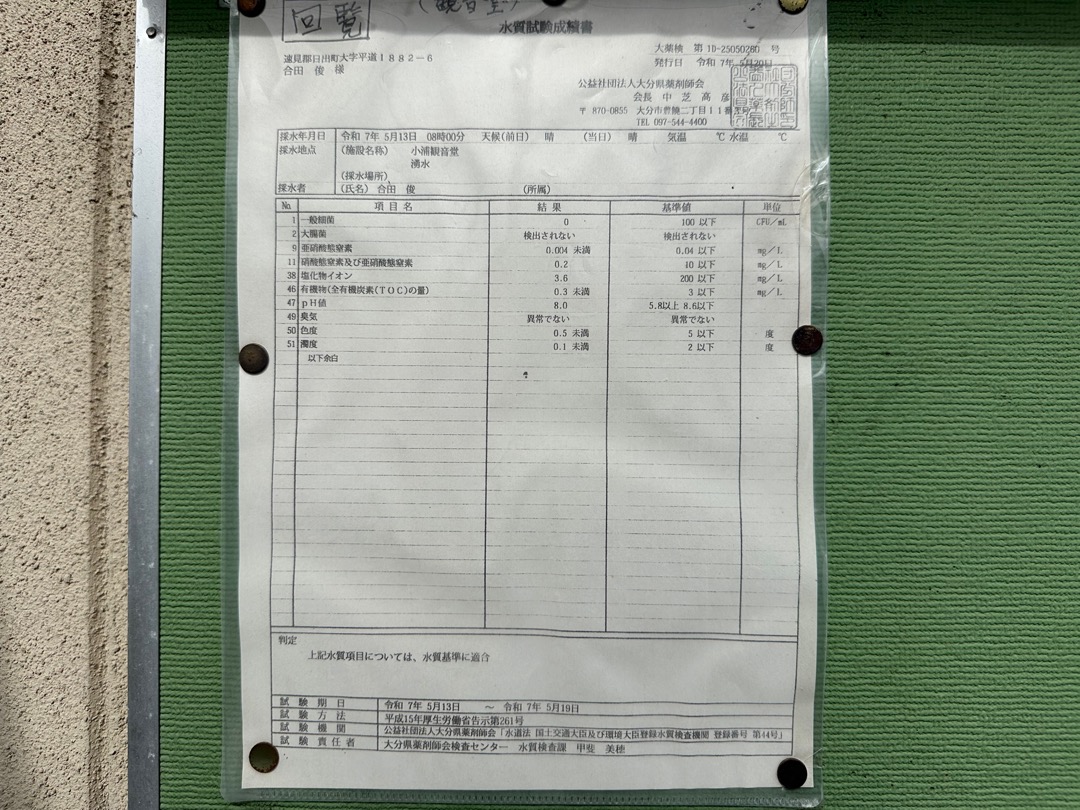 回覧
(観音堂)
水質試験成績書
大薬検 第 1D-25050260 号
発行日 令和 7年 5月20日
速見郡日出町大字平道1882-6
合田 俊 様
公益社団法人大分県薬剤師会
会長 中 芝 高 彦
〒 870-0855 大分市豊饒二丁目11番
TEL 097-544-4400
採水年月日 令和 7年 5月13日 08時00分 天候(前日) 晴 (当日) 晴 気温 ℃ 水温 ℃
採水地点 (施設名称) 小浦観音堂
湧水
(採水場所)
採水者 (氏名) 合田 俊 (所属)
No. 項目名 結果 基準値 単位
1 一般細菌 0 100 以下 CFU/mL
2 大腸菌 検出されない 検出されない
9 亜硝酸態窒素 0.004 未満 0.04 以下 mg/L
11 硝酸態窒素及び亜硝酸態窒素 0.2 10 以下 mg/L
38 塩化物イオン 3.6 200 以下 mg/L
46 有機物(全有機炭素(TOC)の量) 0.3 未満 3 以下 mg/L
47 pH値 8.0 5.8以上 8.6以下
49 臭気 異常でない 異常でない
50 色度 0.5 未満 5 以下 度
51 濁度 0.1 未満 2 以下 度
以下余白
判定
上記水質項目については、水質基準に適合
試験期日 令和 7年 5月13日 ~ 令和 7年 5月19日
試験方法 平成15年厚生労働省告示第261号
試験機関 公益社団法人大分県薬剤師会「水道法 国土交通大臣及び環境大臣登録水質検査機関 登録番号 第44号」
試験責任者 大分県薬剤師会検査センター 水質検査課 甲斐 美穂